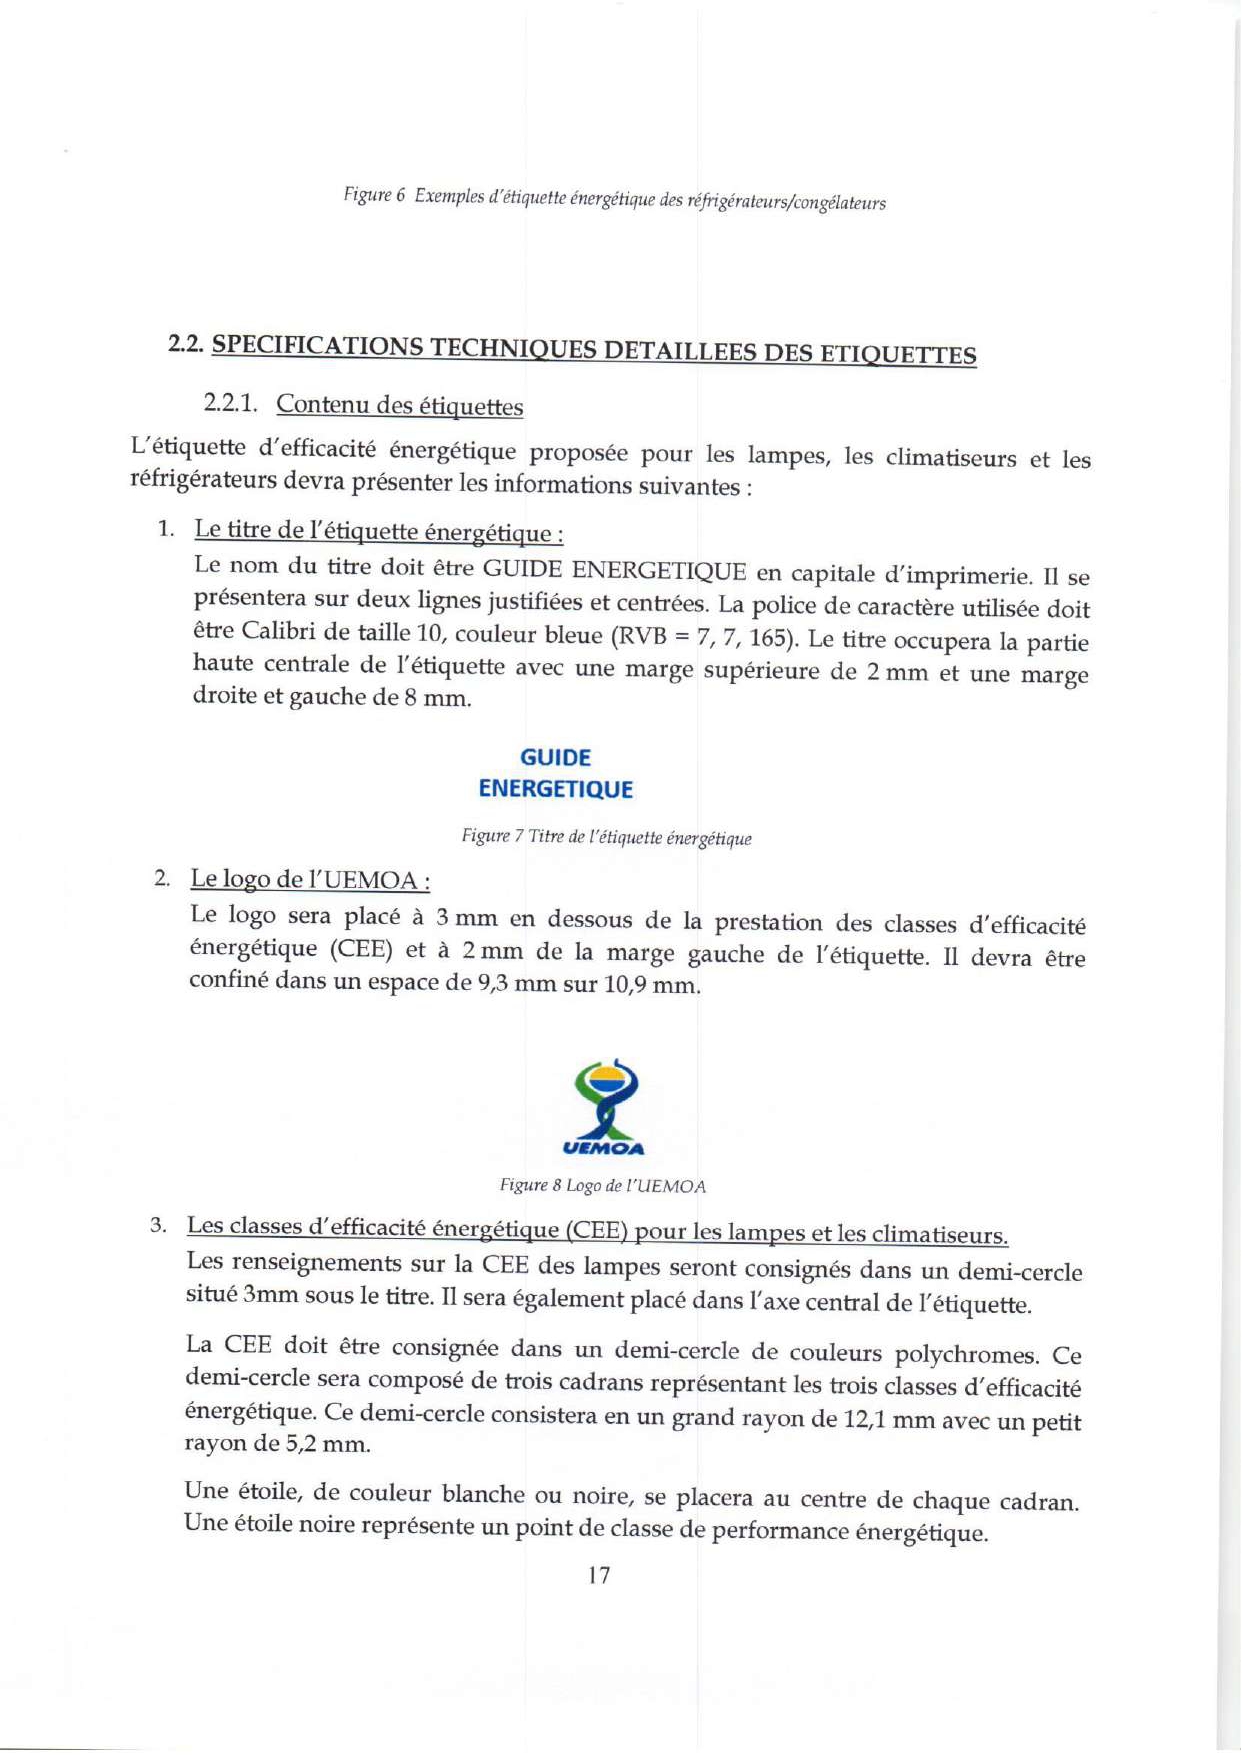 Figure 6 Exemples d'étiquette énergétique des réfrigérateurs/congélateurs
2.2. SPECIFICATIONS TECHNIQUES DETAILLEES DES ETIQUETTES
2.2.1. Contenu des étiquettes
L'étiquette d'efficacité énergétique proposée pour les lampes, les climatiseurs et les
réfrigérateurs devra présenter les informations suivantes :
1. Le titre de l'étiquette énergétique :
Le nom du titre doit être GUIDE ENERGETIQUE en capitale d'imprimerie. Il se
présentera sur deux lignes justifiées et centrées. La police de caractère utilisée doit
être Calibri de taille 10, couleur bleue (RVB = 7, 7, 165). Le titre occupera la partie
haute centrale de l'étiquette avec une marge supérieure de 2 mm et une marge
droite et gauche de 8 mm.
GUIDE
ENERGETIQUE
Figure 7 Titre de l'étiquette énergétique
2. Le logo de l'UEMOA :
Le logo sera placé à 3 mm en dessous de la prestation des classes d'efficacité
énergétique (CEE) et à 2 mm de la marge gauche de l'étiquette. Il devra être
confiné dans un espace de 9,3 mm sur 10,9 mm.
UEMOA
Figure 8 Logo de l'UEMOA
3. Les classes d'efficacité énergétique (CEE) pour les lampes et les climatiseurs.
Les renseignements sur la CEE des lampes seront consignés dans un demi-cercle
situé 3mm sous le titre. Il sera également placé dans l'axe central de l'étiquette.
La CEE doit être consignée dans un demi-cercle de couleurs polychromes. Ce
demi-cercle sera composé de trois cadrans représentant les trois classes d'efficacité
énergétique. Ce demi-cercle consistera en un grand rayon de 12,1 mm avec un petit
rayon de 5,2 mm.
Une étoile, de couleur blanche ou noire, se placera au centre de chaque cadran.
Une étoile noire représente un point de classe de performance énergétique.
17